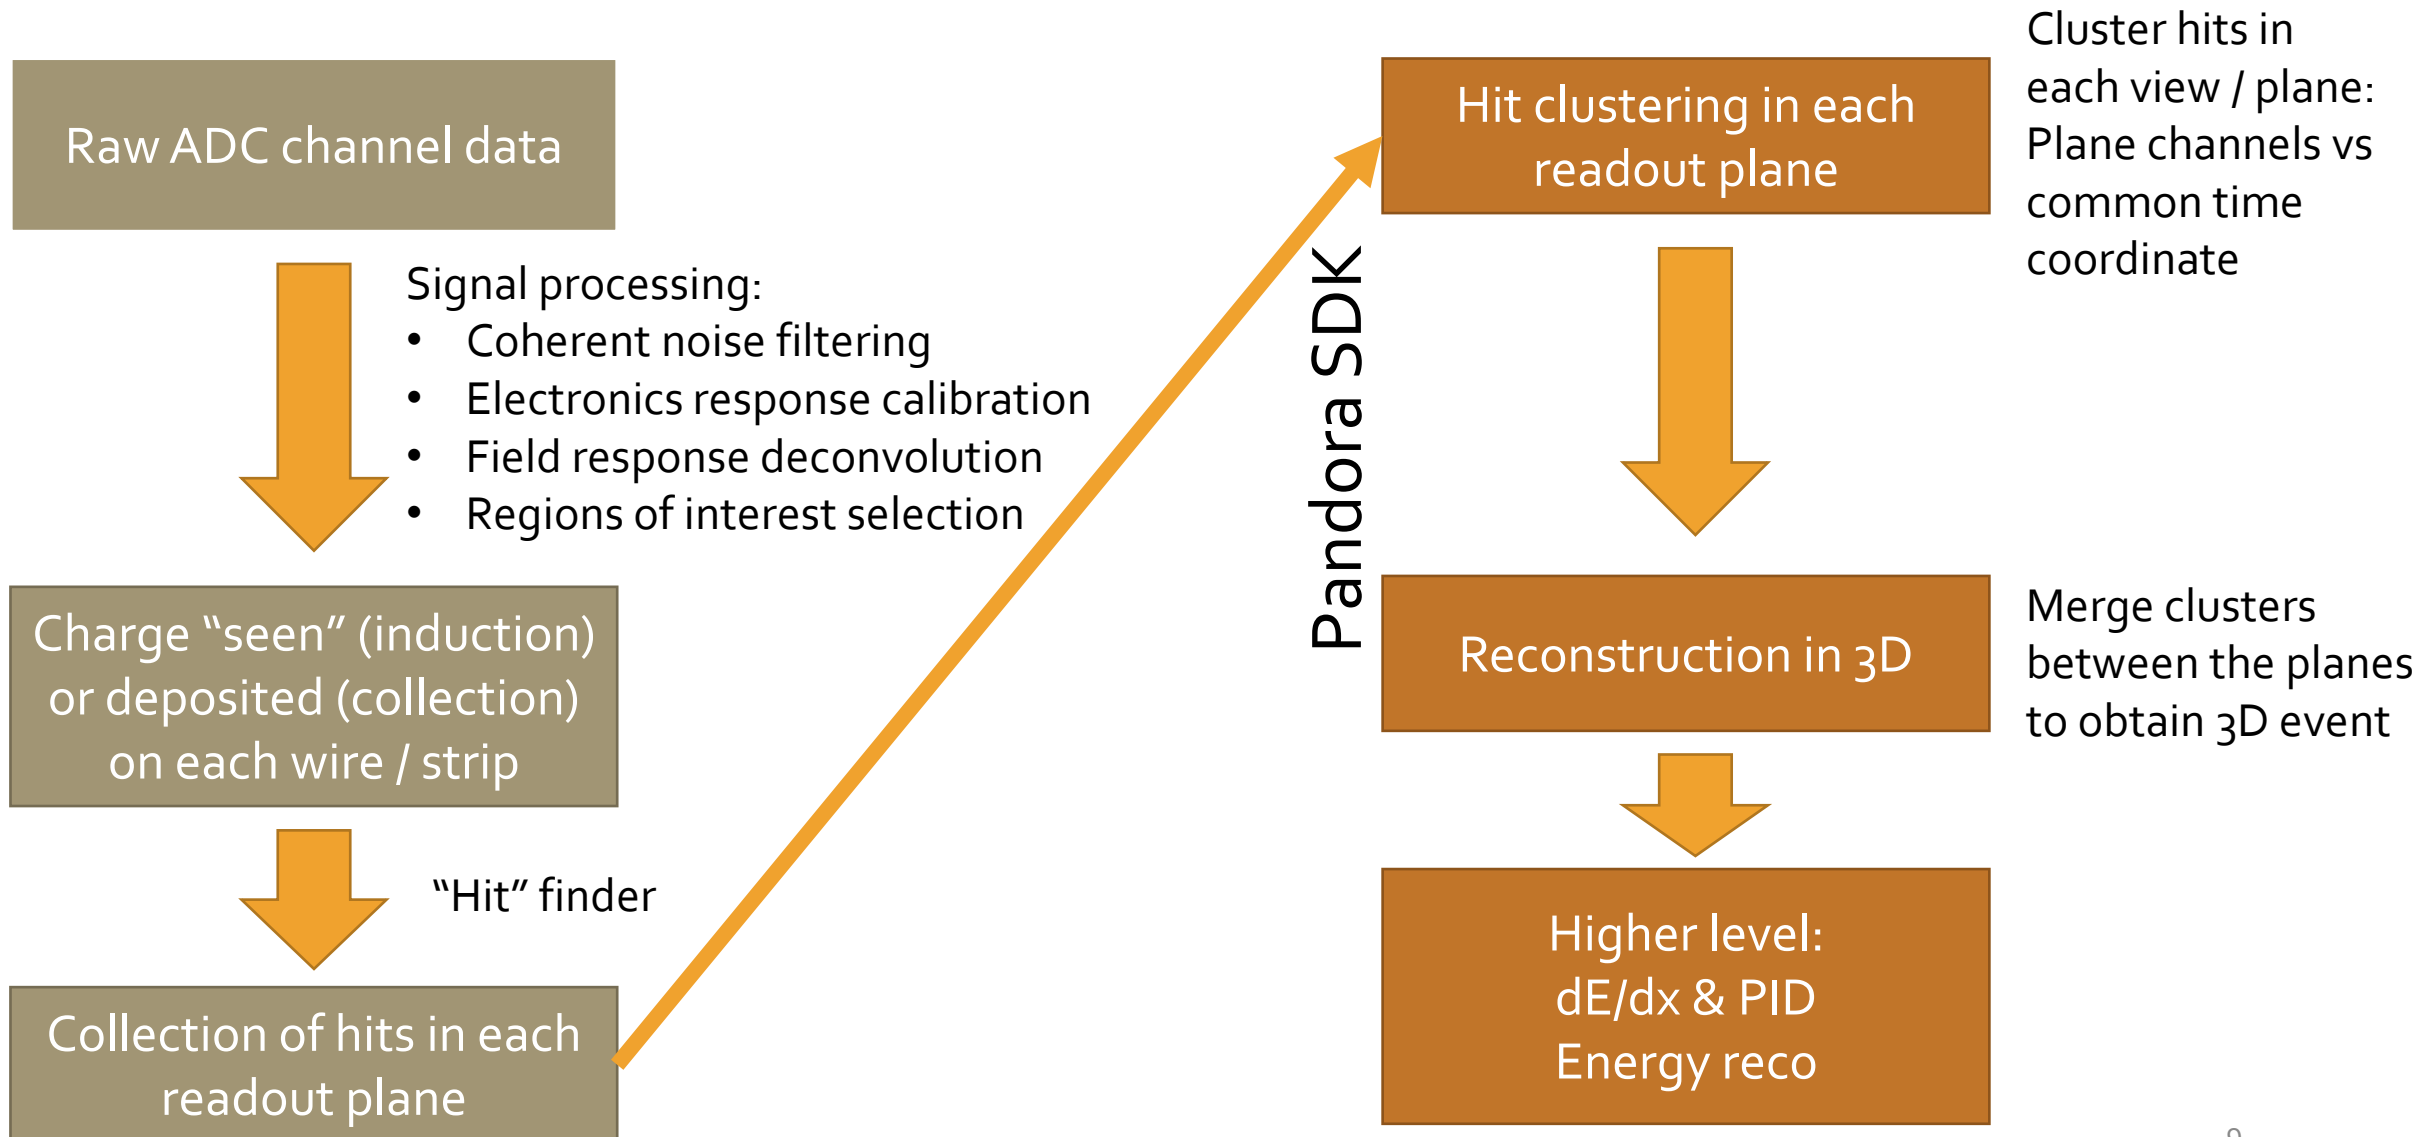 Raw ADC channel data
Signal processing:
• Coherent noise filtering
• Electronics response calibration
• Field response deconvolution
• Regions of interest selection
Charge “seen” (induction)
or deposited (collection)
on each wire / strip
“Hit” finder
Collection of hits in each
readout plane
Pandora SDK
Hit clustering in each
readout plane
Cluster hits in
each view / plane:
Plane channels vs
common time
coordinate
Reconstruction in 3D
Merge clusters
between the planes
to obtain 3D event
Higher level:
dE/dx & PID
Energy reco